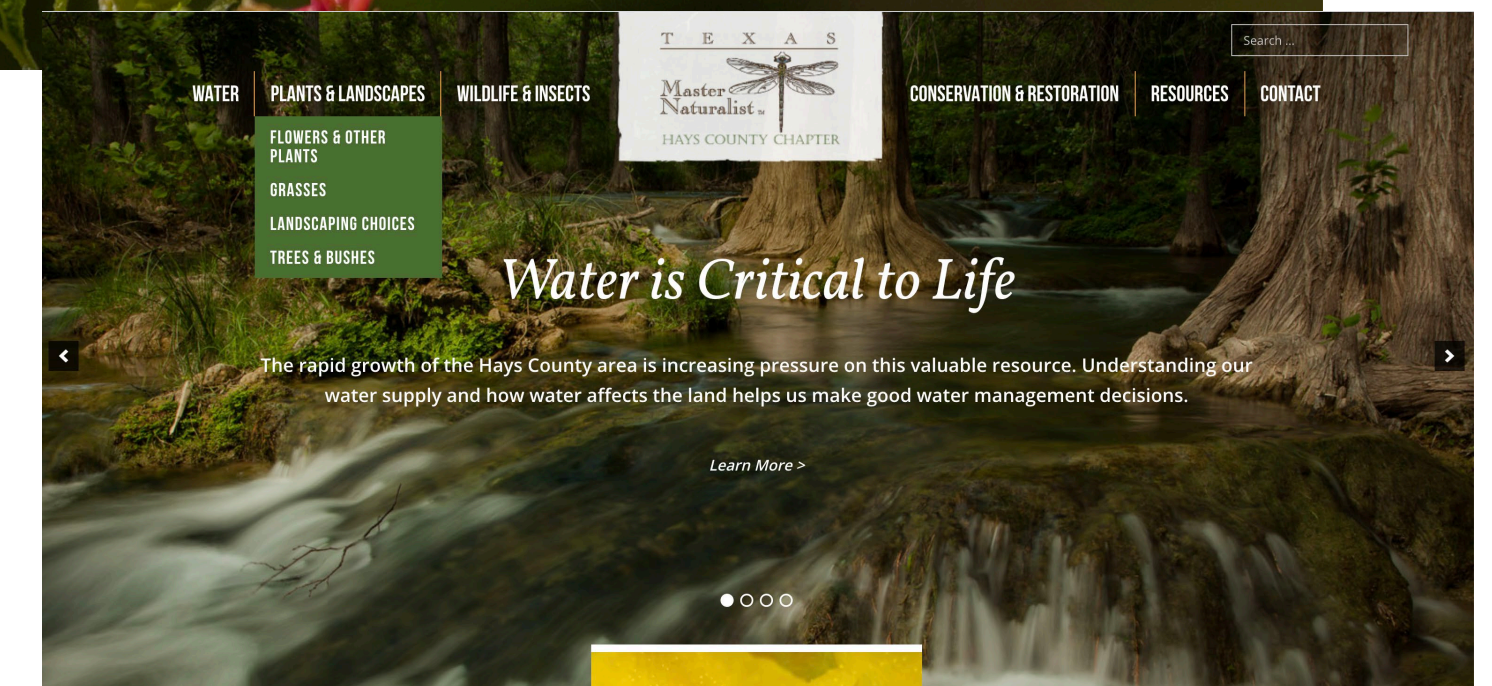 Search ...
TEXAS
Master
Naturalist™
HAYS COUNTY CHAPTER
WATER
PLANTS & LANDSCAPES
WILDLIFE & INSECTS
CONSERVATION & RESTORATION
RESOURCES
CONTACT
FLOWERS & OTHER
PLANTS
GRASSES
LANDSCAPING CHOICES
TREES & BUSHES
Water is Critical to Life
The rapid growth of the Hays County area is increasing pressure on this valuable resource. Understanding our
water supply and how water affects the land helps us make good water management decisions.
Learn More >